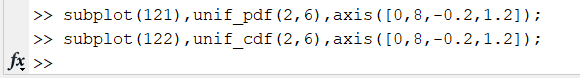 >> subplot(121),unif_pdf(2,6),axis([0,8,-0.2,1.2]);
>> subplot(122),unif_cdf(2,6),axis([0,8,-0.2,1.2]);
fx >>